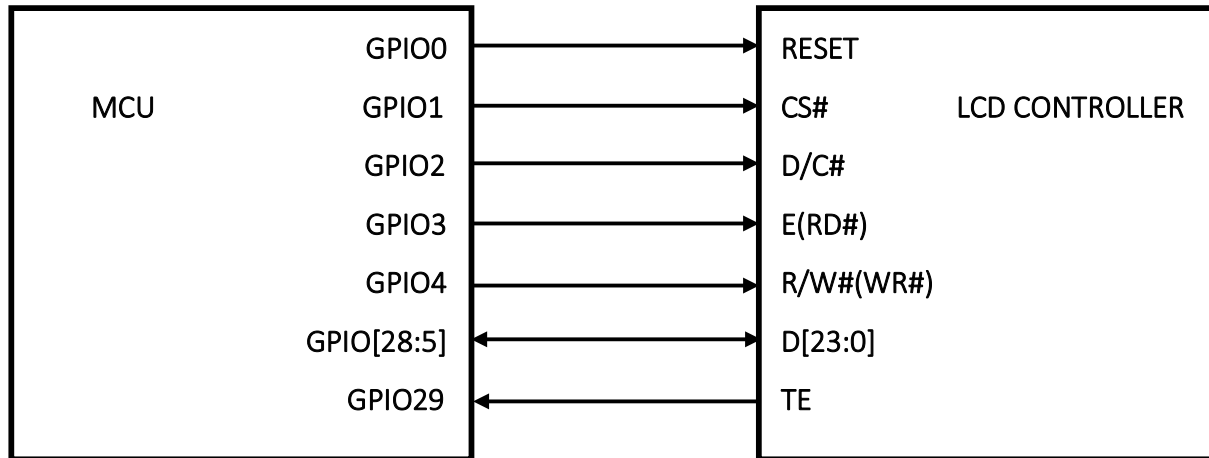 GPIO0 RESET
MCU GPIO1 CS# LCD CONTROLLER
GPIO2 D/C#
GPIO3 E(RD#)
GPIO4 R/W#(WR#)
GPIO[28:5] D[23:0]
GPIO29 TE